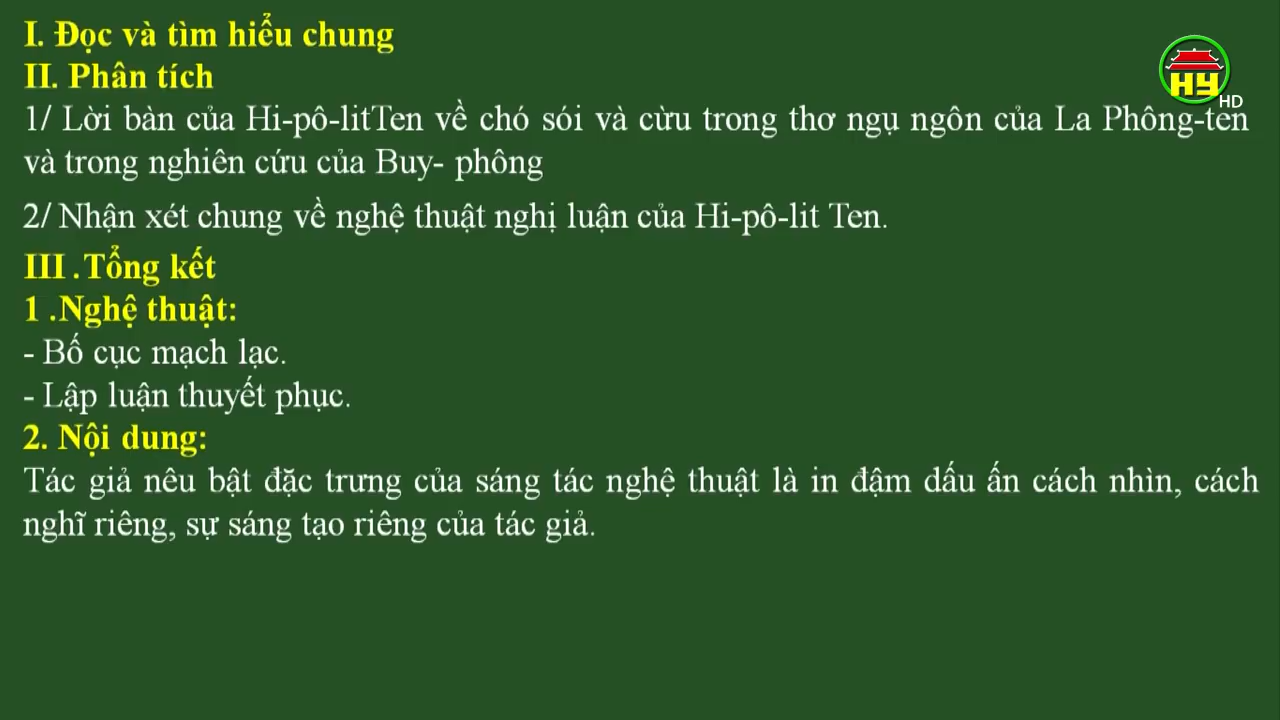 I. Đọc và tìm hiểu chung
II. Phân tích
1/ Lời bàn của Hi-pô-litTen về chó sói và cừu trong thơ ngụ ngôn của La Phông-ten
và trong nghiên cứu của Buy- phông
2/ Nhận xét chung về nghệ thuật nghị luận của Hi-pô-lit Ten.
III .Tổng kết
1 .Nghệ thuật:
- Bố cục mạch lạc.
- Lập luận thuyết phục.
2. Nội dung:
Tác giả nêu bật đặc trưng của sáng tác nghệ thuật là in đậm dấu ấn cách nhìn, cách
nghĩ riêng, sự sáng tạo riêng của tác giả.
HY
HD